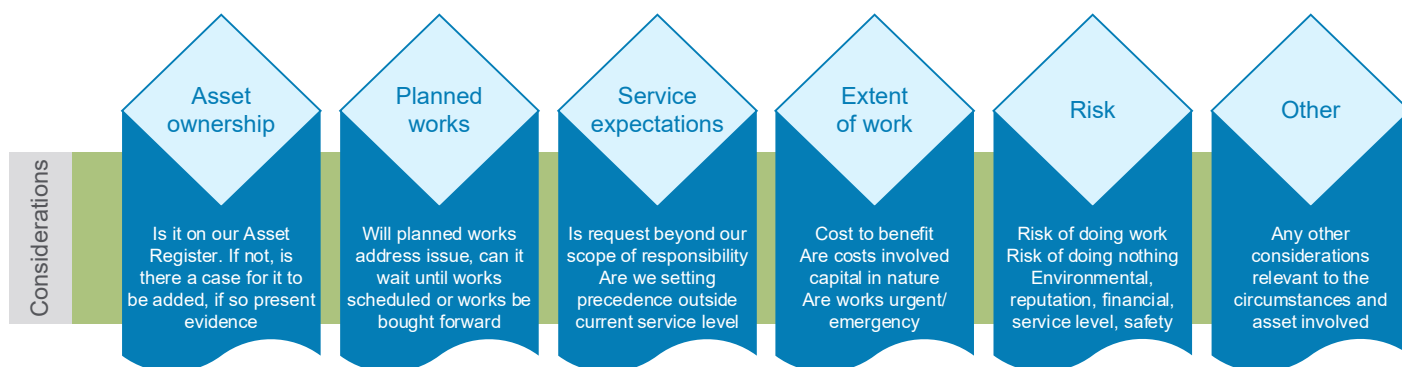 Considerations
Asset
ownership
Is it on our Asset
Register. If not, is
there a case for it to
be added, if so present
evidence
Planned
works
Will planned works
address issue, can it
wait until works
scheduled or works be
bought forward
Service
expectations
Is request beyond our
scope of responsibility
Are we setting
precedence outside
current service level
Extent
of work
Cost to benefit
Are costs involved
capital in nature
Are works urgent/
emergency
Risk
Risk of doing work
Risk of doing nothing
Environmental,
reputation, financial,
service level, safety
Other
Any other
considerations
relevant to the
circumstances and
asset involved